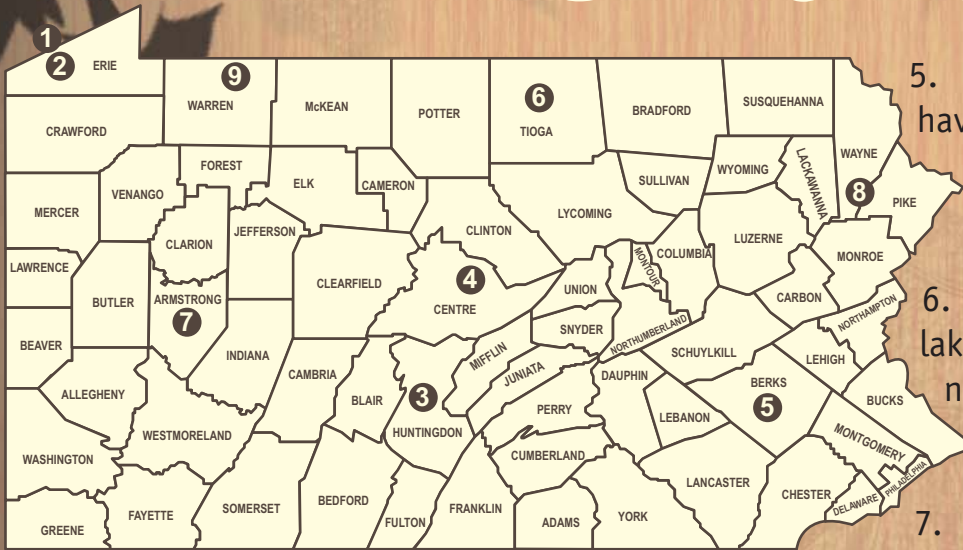 1
2 ERIE
9
WARREN
McKEAN
POTTER
6
TIOGA
BRADFORD
SUSQUEHANNA
CRAWFORD
FOREST
ELK
CAMERON
SULLIVAN
WYOMING
LACKAWANNA
WAYNE
8
PIKE
MERCER
VENANGO
CLARION
JEFFERSON
CLINTON
LYCOMING
COLUMBIA
MONTOUR
LUZERNE
MONROE
LAWRENCE
BUTLER
ARMSTRONG
7
CLEARFIELD
4
CENTRE
UNION
SNYDER
NORTHUMBERLAND
CARBON
NORTHAMPTON
BEAVER
INDIANA
MIFFLIN
JUNIATA
SCHUYLKILL
LEHIGH
ALLEGHENY
CAMBRIA
BLAIR
3
HUNTINGDON
PERRY
DAUPHIN
LEBANON
BERKS
5
BUCKS
WASHINGTON
WESTMORELAND
CUMBERLAND
LANCASTER
MONTGOMERY
PHILADELPHIA
GREENE
FAYETTE
SOMERSET
BEDFORD
FULTON
FRANKLIN
ADAMS
YORK
CHESTER
DELAWARE
5.
hav
6.
lak
n
7.